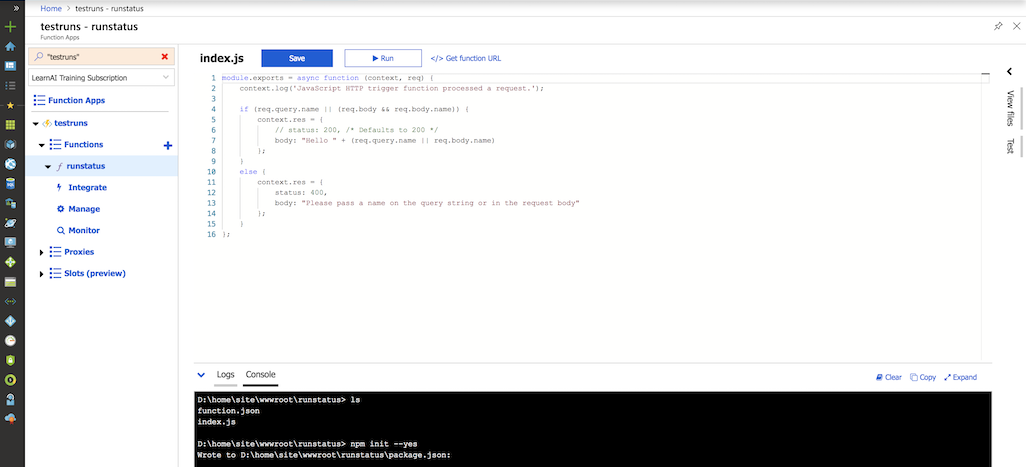 »
Home > testruns - runstatus
testruns - runstatus
Function Apps
"testruns"
LearnAI Training Subscription
Function Apps
testruns
Functions
runstatus
Integrate
Manage
Monitor
Proxies
Slots (preview)
index.js
Save
Run
</> Get function URL
1 module.exports = async function (context, req) {
2 context.log('JavaScript HTTP trigger function processed a request.');
3
4 if (req.query.name || (req.body && req.body.name)) {
5 context.res = {
6 // status: 200, /* Defaults to 200 */
7 body: "Hello " + (req.query.name || req.body.name)
8 };
9 }
10 else {
11 context.res = {
12 status: 400,
13 body: "Please pass a name on the query string or in the request body"
14 };
15 }
16 };
View files
Test
Logs
Console
Clear
Copy
Expand
D:\home\site\wwwroot\runstatus> ls
function.json
index.js
D:\home\site\wwwroot\runstatus> npm init --yes
Wrote to D:\home\site\wwwroot\runstatus\package.json: